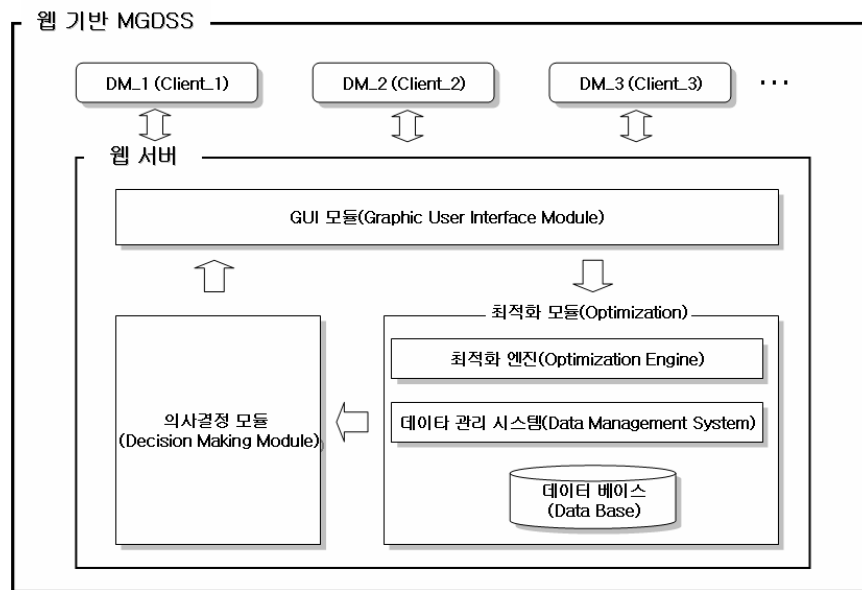 웹 기반 MGDSS
DM_1 (Client_1)
DM_2 (Client_2)
DM_3 (Client_3)
...
웹 서버
GUI 모듈(Graphic User Interface Module)
최적화 모듈(Optimization)
최적화 엔진(Optimization Engine)
의사결정 모듈
(Decision Making Module)
데이타 관리 시스템(Data Management System)
데이터 베이스
(Data Base)